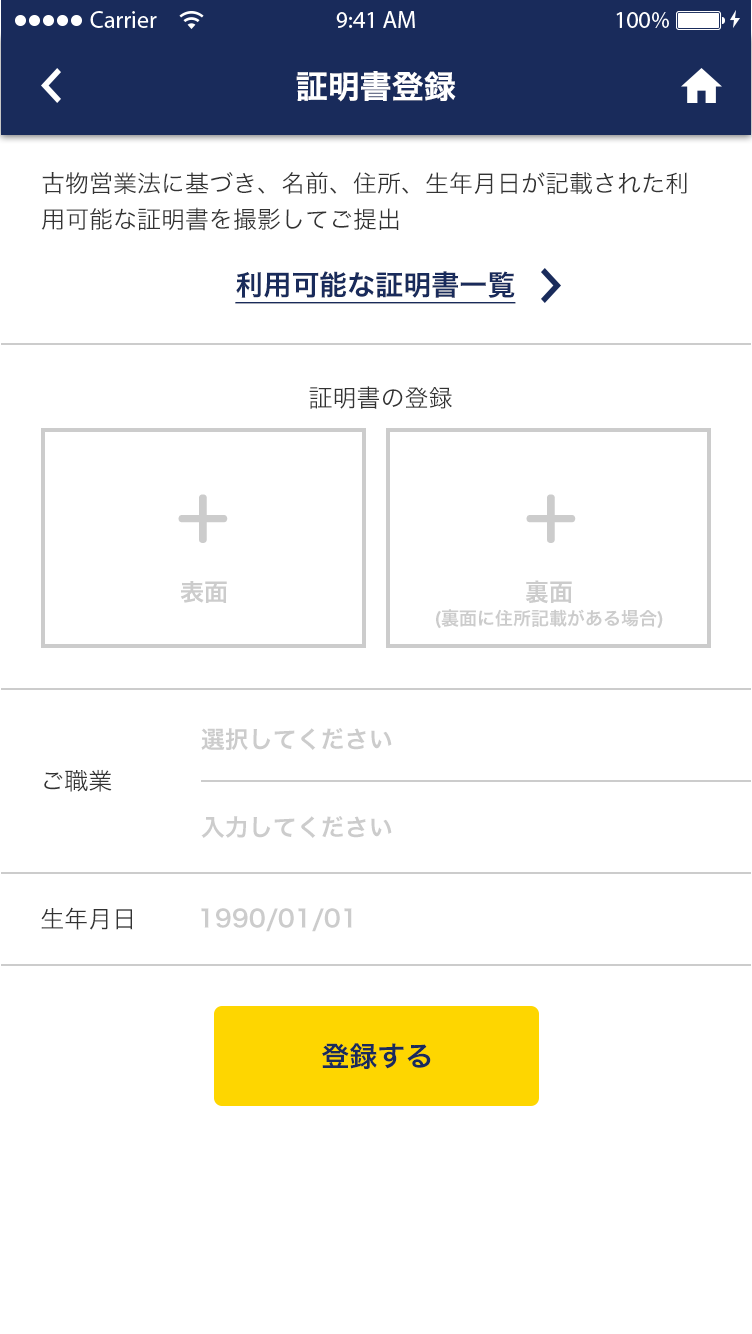 Carrier 9:41 AM 100%
証明書登録
古物営業法に基づき、名前、住所、生年月日が記載された利
用可能な証明書を撮影してご提出
利用可能な証明書一覧
証明書の登録
表面
裏面
(裏面に住所記載がある場合)
選択してください
ご職業
入力してください
生年月日 1990/01/01
登録する